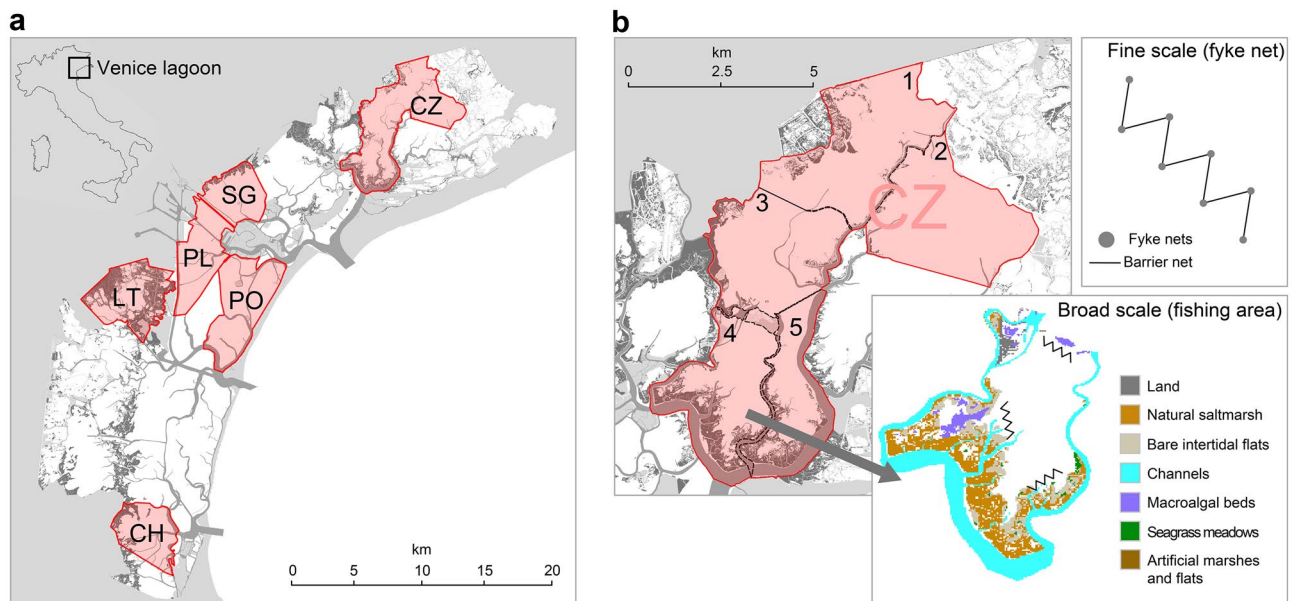 a
Venice lagoon
CZ
SG
PL
LT
PO
CH
km
0 5 10 15 20
b
km
0 2.5 5
1
2
CZ
3
4
5
Fine scale (fyke net)
Fyke nets
Barrier net
Broad scale (fishing area)
Land
Natural saltmarsh
Bare intertidal flats
Channels
Macroalgal beds
Seagrass meadows
Artificial marshes
and flats